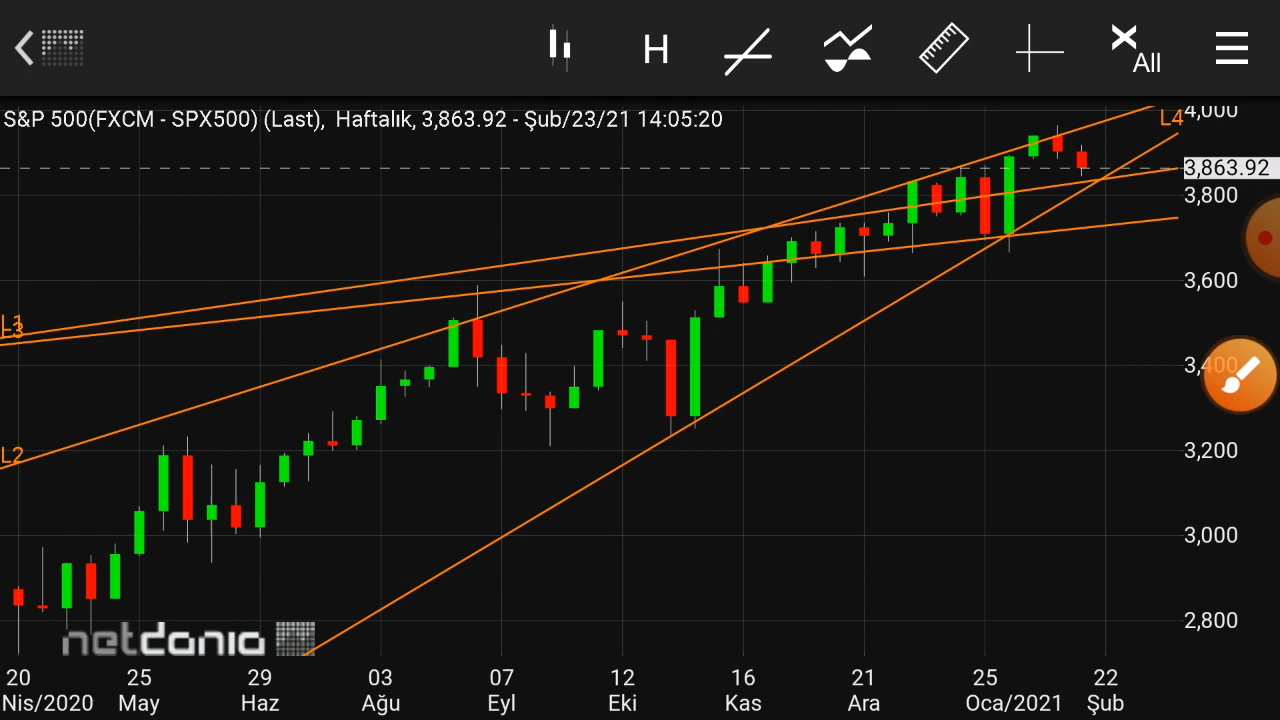 All
S&P 500(FXCM - SPX500) (Last), Haftalık, 3,863.92 - Şub/23/21 14:05:20
4,000
L4
3,863.92
3,800
3,600
L3
3,400
L2
3,200
3,000
2,800
netdania
20 25 29 03 07 12 16 21 25 22
Nis/2020 May Haz Ağu Eyl Eki Kas Ara Oca/2021 Şub